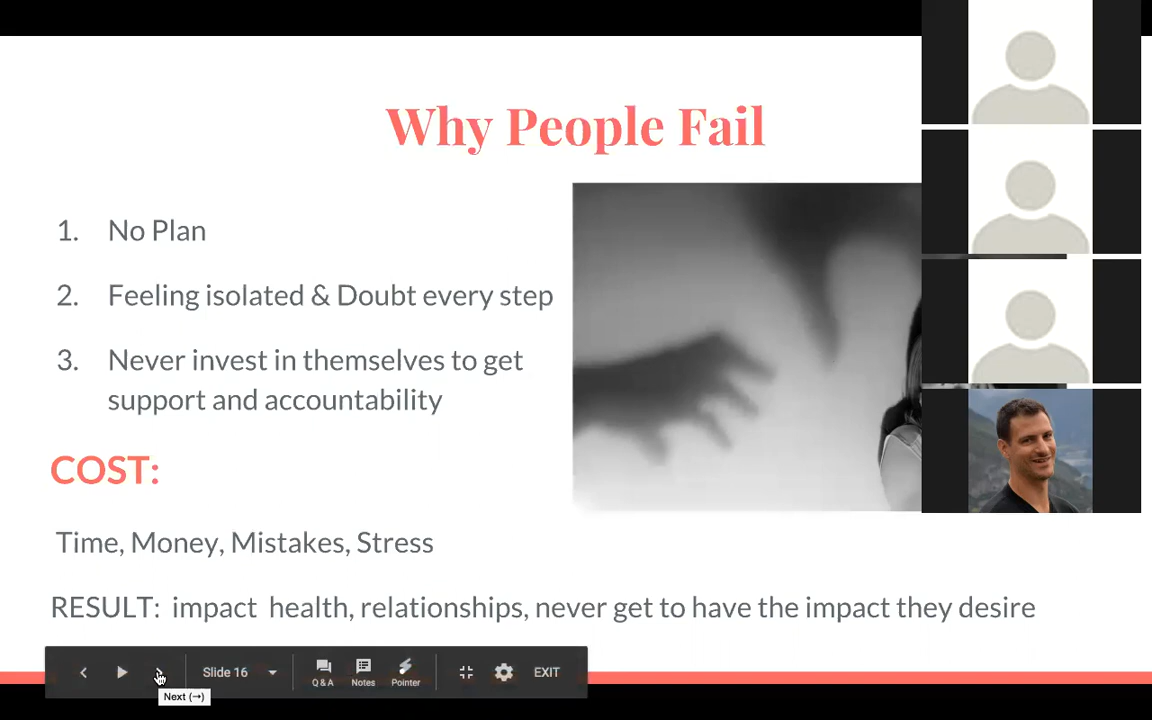 Why People Fail
1. No Plan
2. Feeling isolated & Doubt every step
3. Never invest in themselves to get
support and accountability
COST:
Time, Money, Mistakes, Stress
RESULT: impact health, relationships, never get to have the impact they desire
Slide 16
Q & A
Notes
Pointer
EXIT
Next (→)